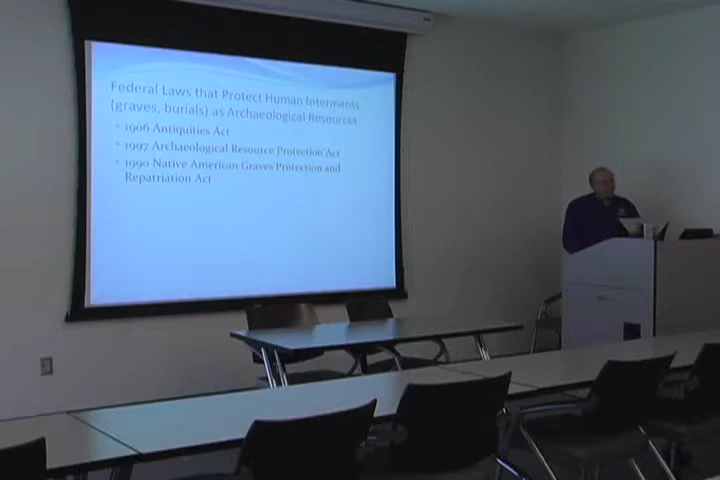 Federal Laws that Protect Human Interments
(graves, burials) as Archaeological Resources
1906 Antiquities Act
1997 Archaeological Resource Protection Act
1990 Native American Graves Protection and
Repatriation Act